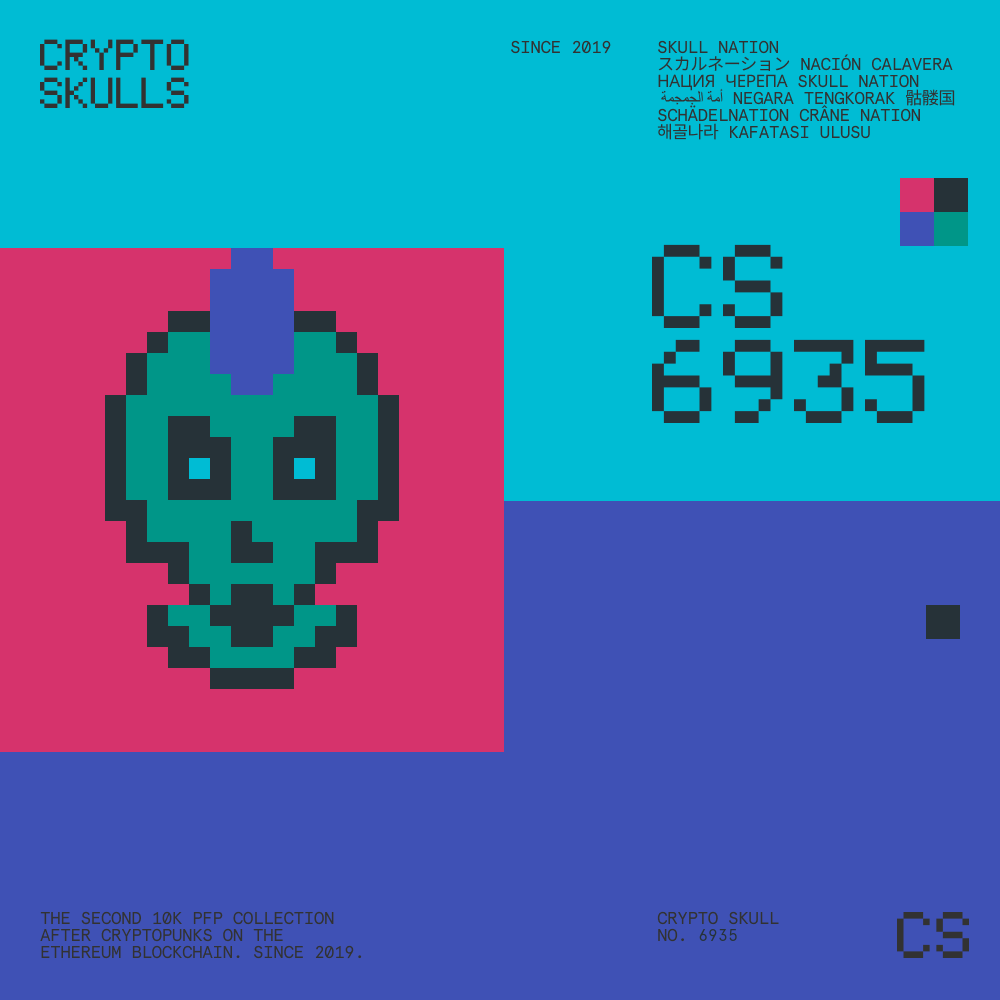 CRYPTO
SKULLS
SINCE 2019
SKULL NATION
スカルネーション NACIÓN CALAVERA
НАЦИЯ ЧЕРЕПА SKULL NATION
أمة الجمجمة NEGARA TENGKORAK 骷髅国
SCHÄDELNATION CRÂNE NATION
해골나라 KAFATASI ULUSU
CS
6935
THE SECOND 10K PFP COLLECTION
AFTER CRYPTOPUNKS ON THE
ETHEREUM BLOCKCHAIN. SINCE 2019.
CRYPTO SKULL
NO. 6935
CS